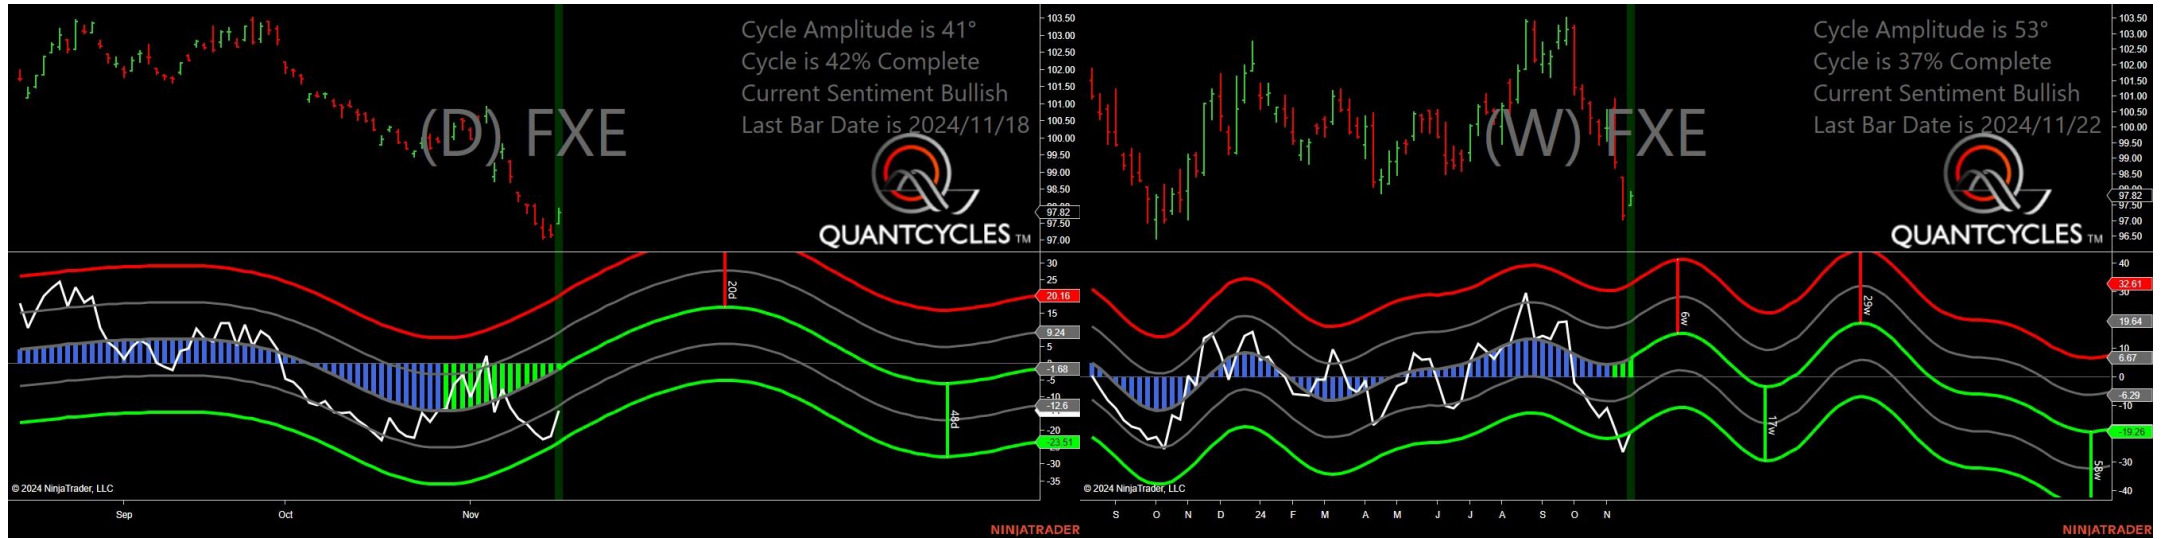 Cycle Amplitude is 41°
Cycle is 42% Complete
Current Sentiment Bullish
Last Bar Date is 2024/11/18
(D) FXE
QUANTCYCLES TM
103.50
103.00
102.50
102.00
101.50
101.00
100.50
100.00
99.50
99.00
98.50
97.82
97.50
97.00
30
25
20.16
15
9.24
5
-1.68
-5
-10
-12.6
-20
-23.51
-30
-35
20d
48d
© 2024 NinjaTrader, LLC
Sep Oct Nov
NINJATRADER
Cycle Amplitude is 53°
Cycle is 37% Complete
Current Sentiment Bullish
Last Bar Date is 2024/11/22
(W) FXE
QUANTCYCLES TM
103.50
103.00
102.50
102.00
101.50
101.00
100.50
100.00
99.50
99.00
98.50
97.82
97.50
97.00
96.50
40
32.61
30
19.64
10
6.67
0
-6.29
-10
-19.26
-30
-40
6w
29w
17w
58w
© 2024 NinjaTrader, LLC
S O N D 24 F M A M J J A S O N
NINJATRADER